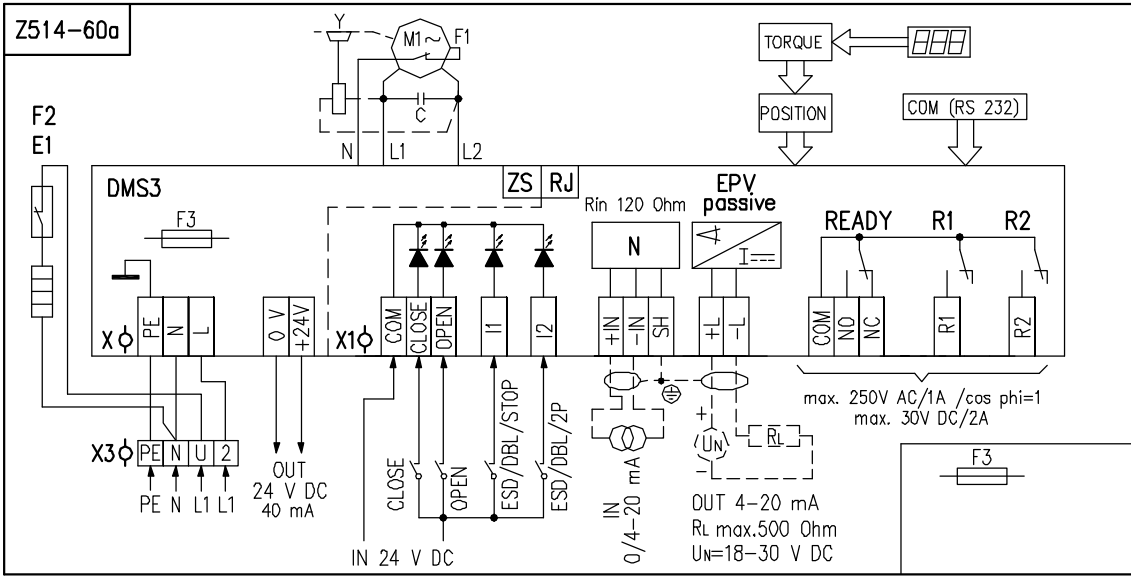 Z514-60a
Y
M1~
F1
C
N
L1
L2
TORQUE
POSITION
COM (RS 232)
F2
E1
DMS3
F3
ZS
RJ
Rin 120 Ohm
N
EPV
passive
I
READY
R1
R2
X
PE
N
L
0 V
+24V
X1
COM
CLOSE
OPEN
I1
I2
+IN
-IN
SH
+L
-L
COM
NO
NC
R1
R2
max. 250V AC/1A /cos phi=1
max. 30V DC/2A
X3
PE
N
U
2
PE
N
L1
L1
OUT
24 V DC
40 mA
CLOSE
OPEN
ESD/DBL/STOP
ESD/DBL/2P
IN 24 V DC
IN
0/4-20 mA
+
UN
-
RL
OUT 4-20 mA
RL max.500 Ohm
UN=18-30 V DC
F3